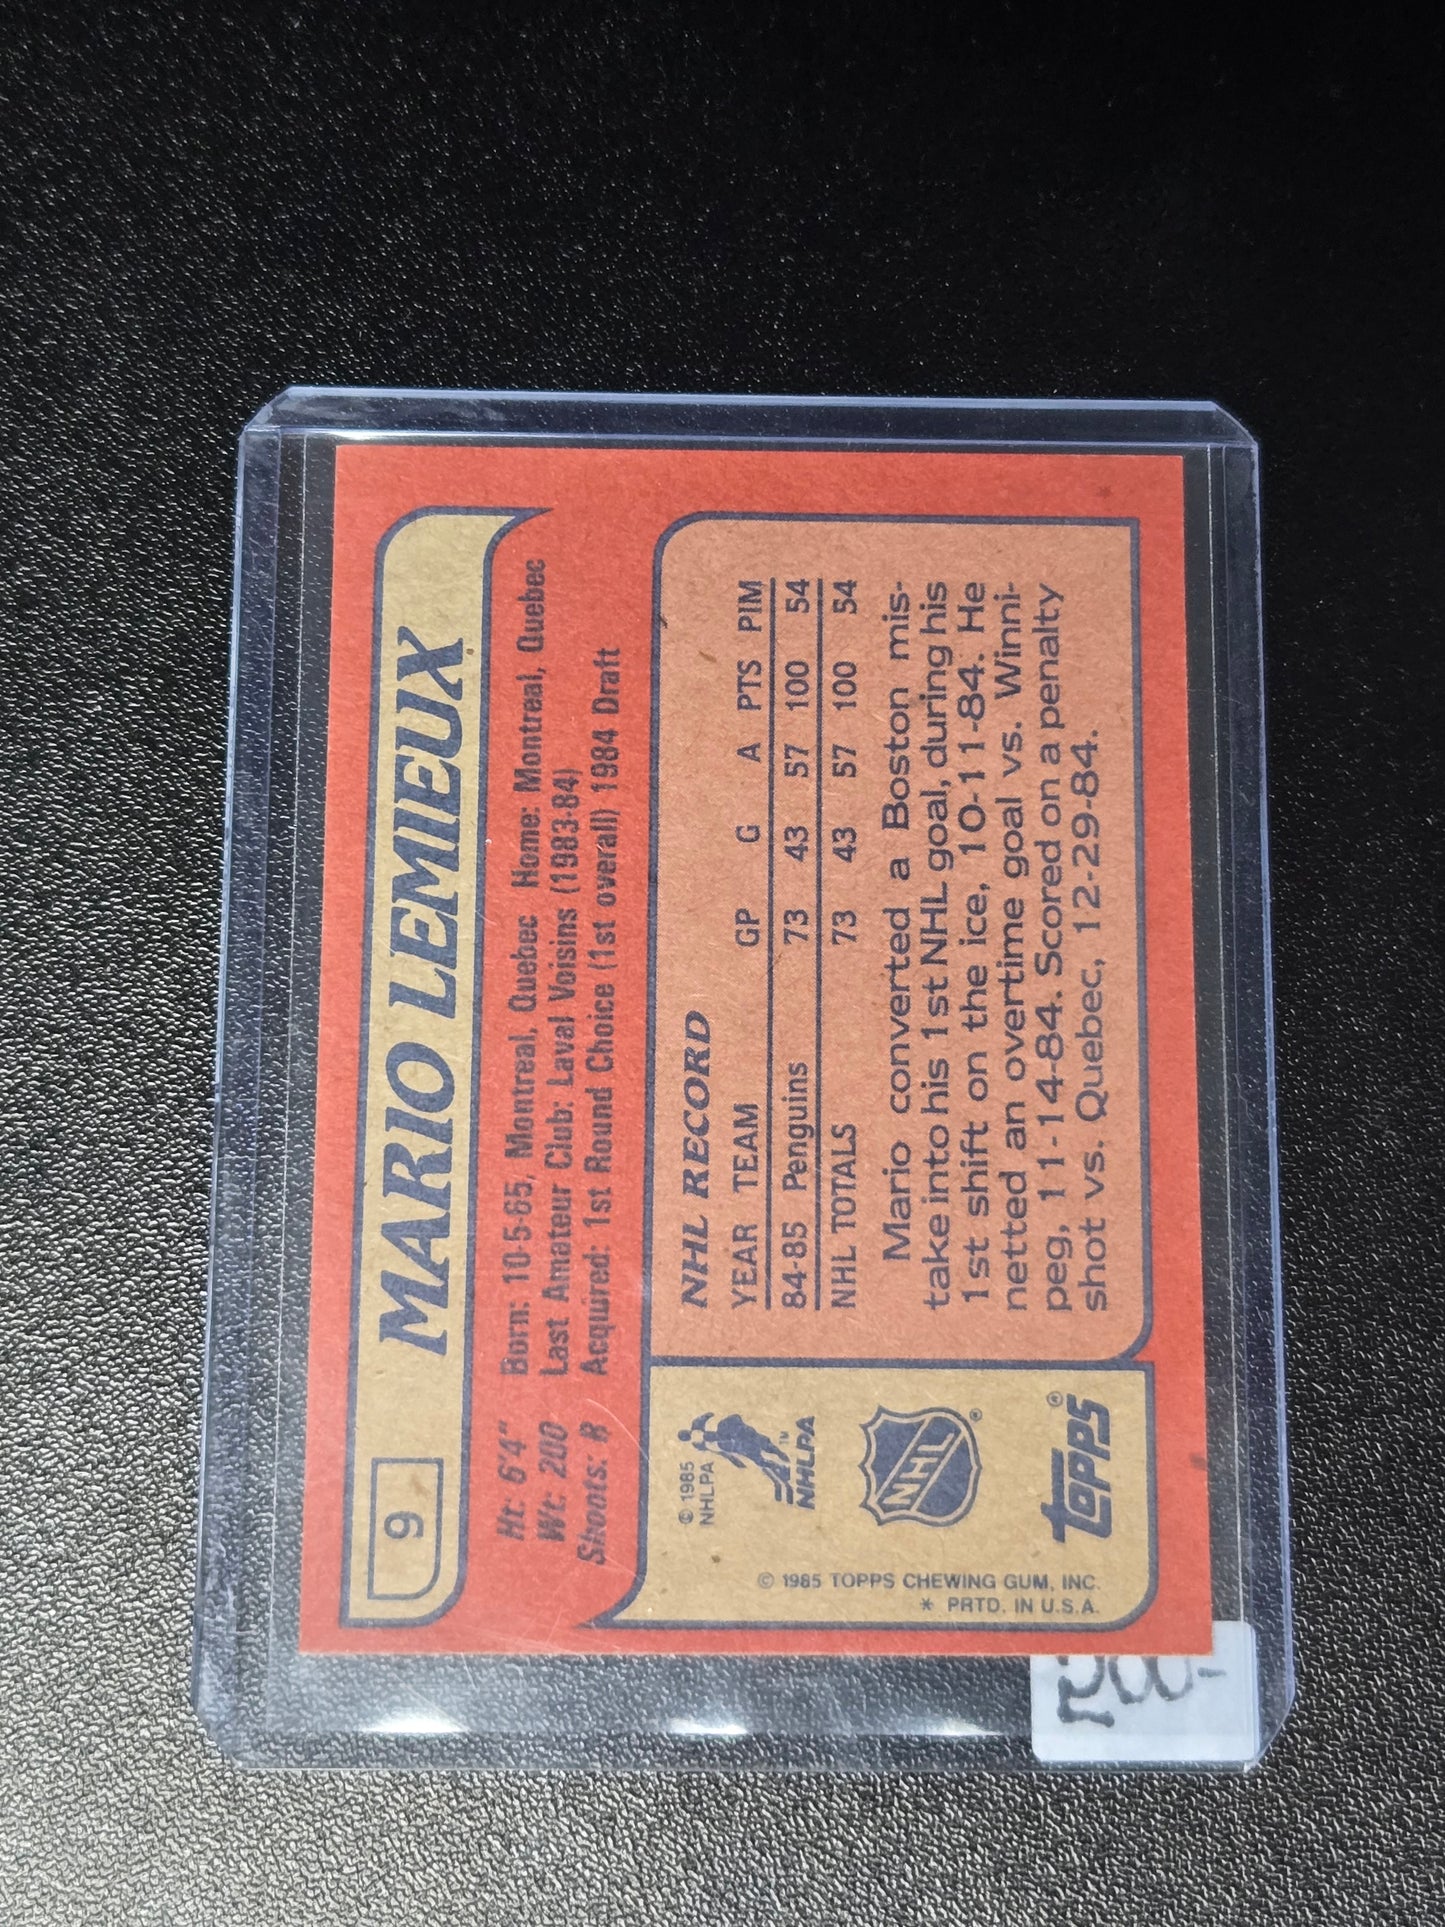 9
MARIO LEMIEUX
Ht: 6'4" Born: 10-5-65, Montreal, Quebec Home: Montreal, Quebec
Wt: 200 Last Amateur Club: Laval Voisins (1983-84)
Shoots: R Acquired: 1st Round Choice (1st overall) 1984 Draft
© 1985
NHLPA
TM
NHLPA
NHL
®
TOPPS®
© 1985 TOPPS CHEWING GUM, INC.
* PRTD. IN U.S.A.
NHL RECORD
YEAR TEAM GP G A PTS PIM
84-85 Penguins 73 43 57 100 54
NHL TOTALS 73 43 57 100 54
Mario converted a Boston mis-
take into his 1st NHL goal, during his
1st shift on the ice, 10-11-84. He
netted an overtime goal vs. Winni-
peg, 11-14-84. Scored on a penalty
shot vs. Quebec, 12-29-84.